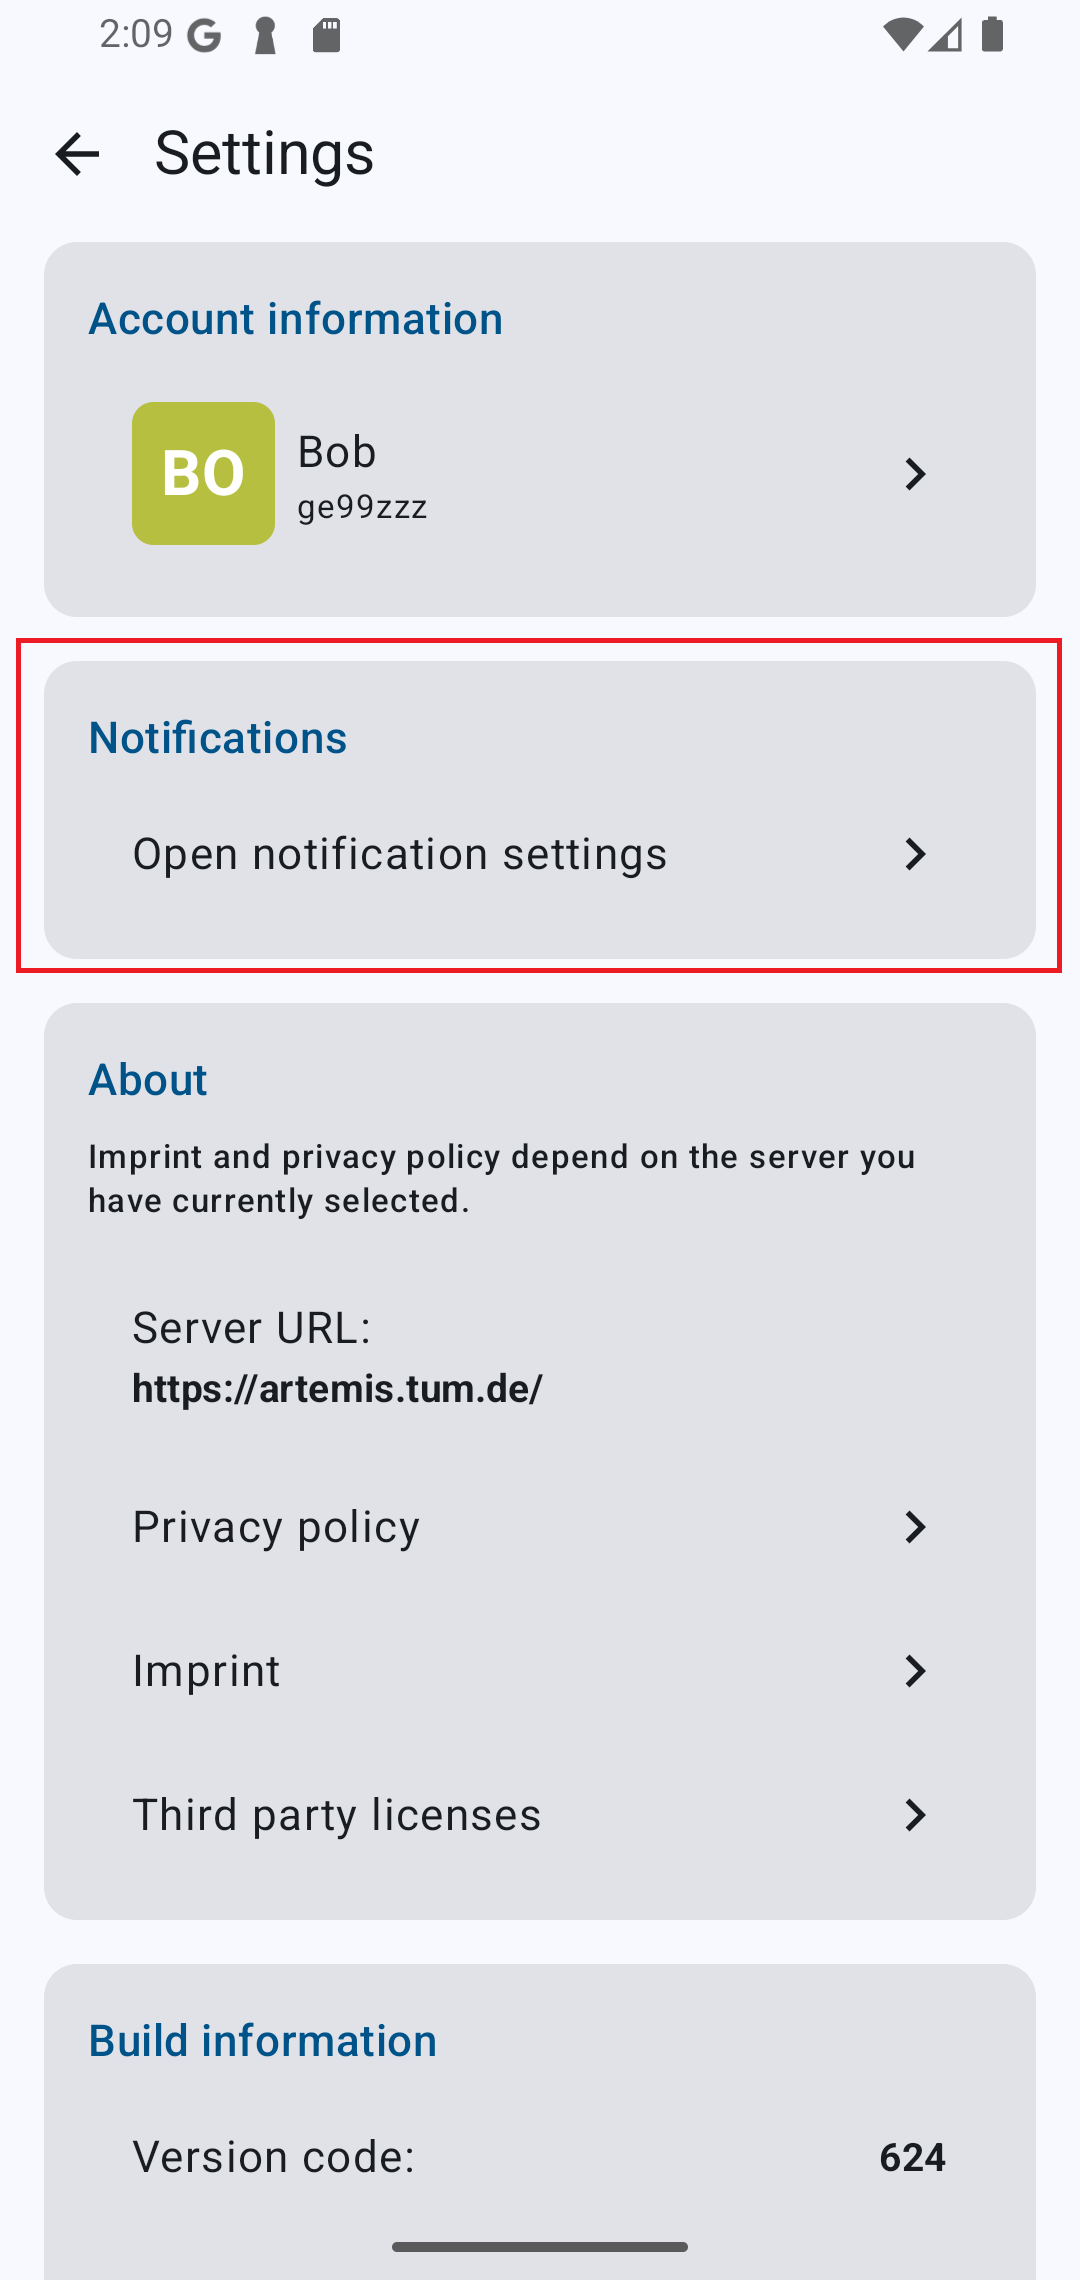 2:09
Settings
Account information
BO
Bob
ge99zzz
Notifications
Open notification settings
About
Imprint and privacy policy depend on the server you
have currently selected.
Server URL:
https://artemis.tum.de/
Privacy policy
Imprint
Third party licenses
Build information
Version code: 624